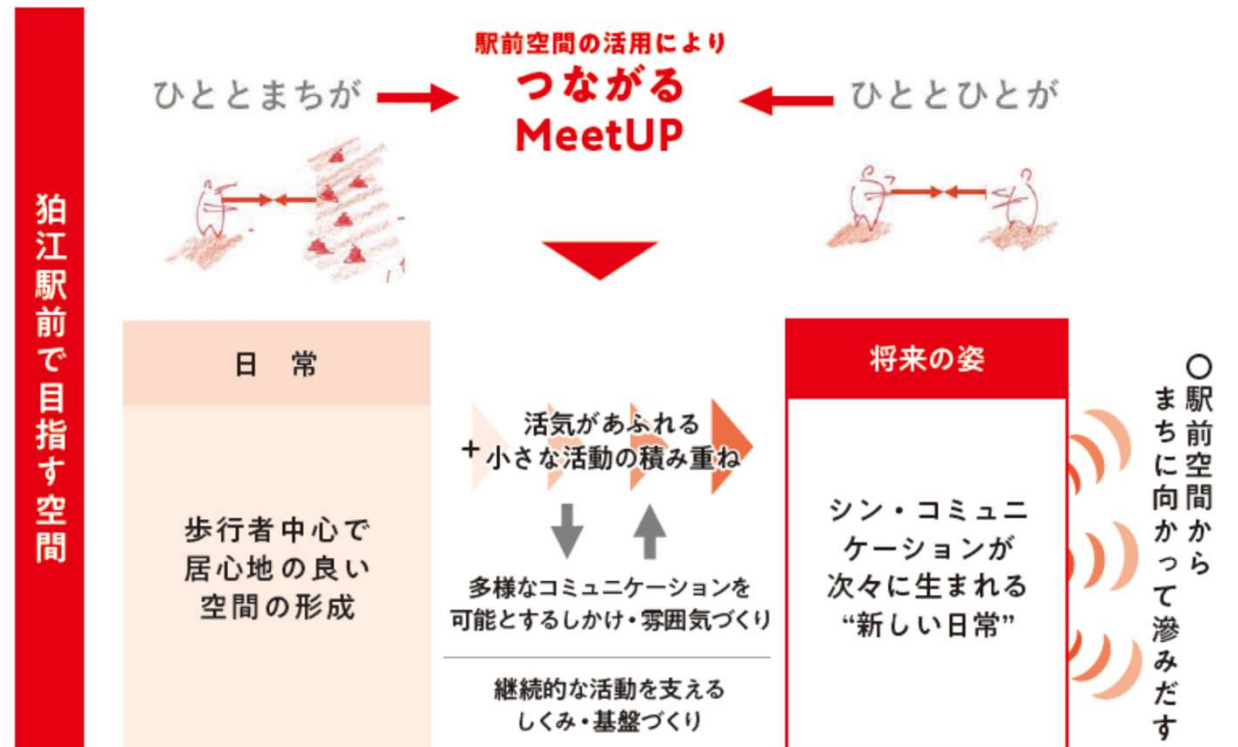 狛江駅前で目指す空間
駅前空間の活用により
つながる
MeetUP
ひととまちが
ひととひとが
日 常
歩行者中心で
居心地の良い
空間の形成
+
活気があふれる
小さな活動の積み重ね
多様なコミュニケーションを
可能とするしかけ・雰囲気づくり
継続的な活動を支える
しくみ・基盤づくり
将来の姿
シン・コミュニ
ケーションが
次々に生まれる
“新しい日常”
〇駅前空間から
まちに向かって滲みだす